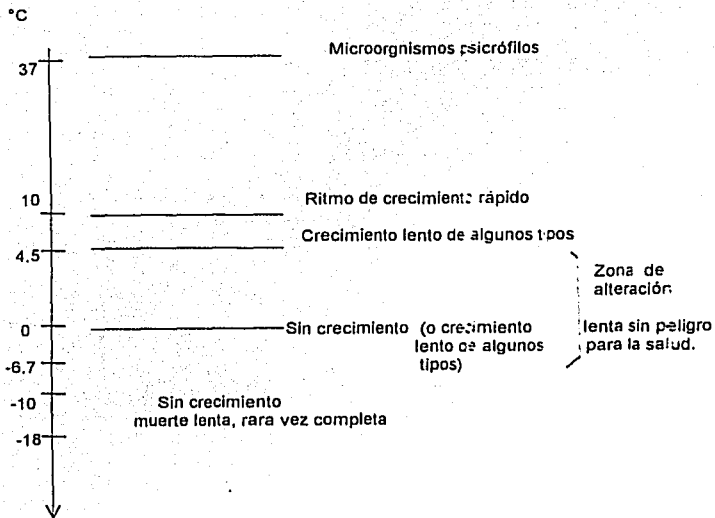 °C
Microorgnismos psicrófilos
37
10
Ritmo de crecimiento rápido
Crecimiento lento de algunos tipos
4.5
Zona de
alteración
0
Sin crecimiento (o crecimiento
lento de algunos
tipos)
lenta sin peligro
para la salud.
-6.7
-10
Sin crecimiento
muerte lenta, rara vez completa
-18